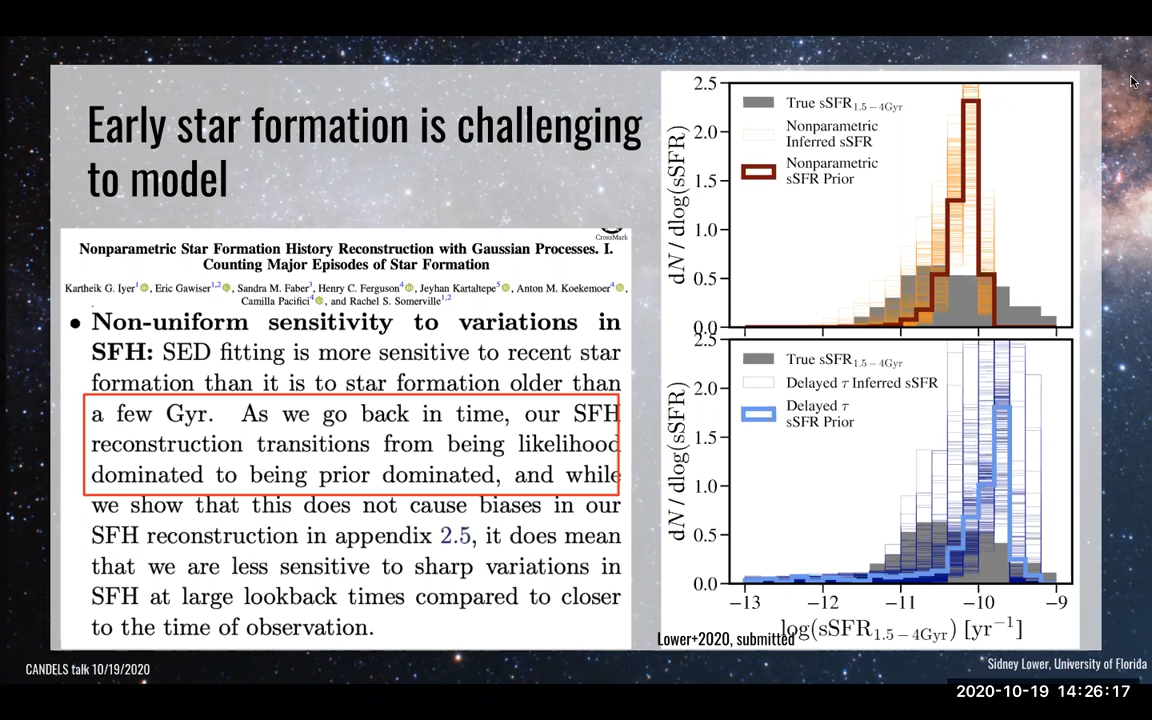 Early star formation is challenging
to model
CrossMark
Nonparametric Star Formation History Reconstruction with Gaussian Processes. I.
Counting Major Episodes of Star Formation
Kartheik G. Iyer1, Eric Gawiser1,2, Sandra M. Faber3, Henry C. Ferguson4, Jeyhan Kartaltepe5, Anton M. Koekemoer4,
Camilla Pacifici4, and Rachel S. Somerville1,2
• Non-uniform sensitivity to variations in
SFH: SED fitting is more sensitive to recent star
formation than it is to star formation older than
a few Gyr. As we go back in time, our SFH
reconstruction transitions from being likelihood
dominated to being prior dominated, and while
we show that this does not cause biases in our
SFH reconstruction in appendix 2.5, it does mean
that we are less sensitive to sharp variations in
SFH at large lookback times compared to closer
to the time of observation.
2.5
2.0
1.5
1.0
0.5
0.0
dN / dlog(sSFR)
True sSFR1.5−4Gyr
Nonparametric
Inferred sSFR
Nonparametric
sSFR Prior
2.0
1.5
1.0
0.5
0.0
dN / dlog(sSFR)
True sSFR1.5−4Gyr
Delayed τ Inferred sSFR
Delayed τ
sSFR Prior
−13 −12 −11 −10 −9
log(sSFR1.5−4Gyr) [yr−1]
Lower+2020, submitted
CANDELS talk 10/19/2020
Sidney Lower, University of Florida
2020-10-19 14:26:17